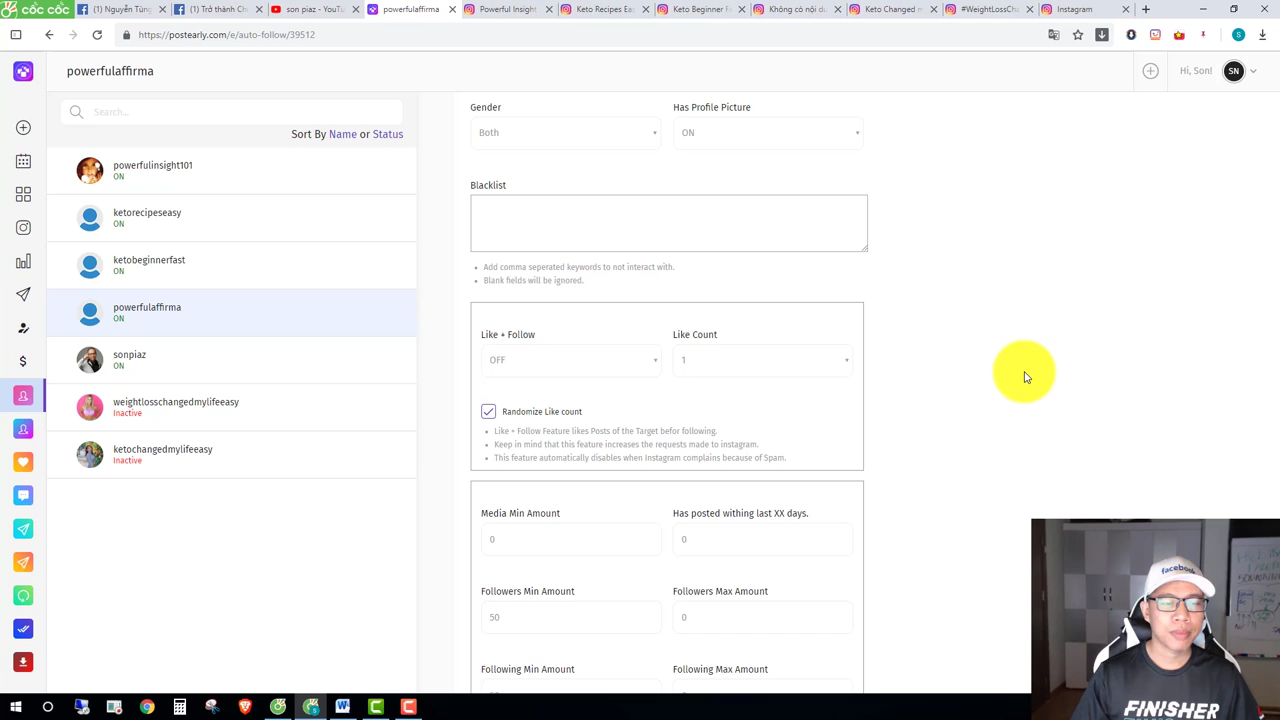 cốc cốc
Nguyễn Tùng
Trở thành Ch
son piaz - YouTu
powerfulaffirma
Powerful Insight
Keto Recipes Ea
Keto Beginner F
Không có nội du
Keto Changed m
#WeightLossCha
Instagram
https://postearly.com/e/auto-follow/39512
S
powerfulaffirma
Hi, Son!
SN
Search...
Sort By Name or Status
powerfulinsight101
ON
ketorecipeseasy
ON
ketobeginnerfast
ON
powerfulaffirma
ON
sonpiaz
ON
weightlosschangedmylifeeasy
Inactive
ketochangedmylifeeasy
Inactive
Gender
Has Profile Picture
Both
ON
Blacklist
Add comma seperated keywords to not interact with.
Blank fields will be ignored.
Like + Follow
Like Count
OFF
1
Randomize Like count
Like + Follow Feature likes Posts of the Target befor following.
Keep in mind that this feature increases the requests made to instagram.
This feature automatically disables when Instagram complains because of Spam.
Media Min Amount
Has posted withing last XX days.
0
0
Followers Min Amount
Followers Max Amount
50
0
Following Min Amount
Following Max Amount
facebook
FINISHER